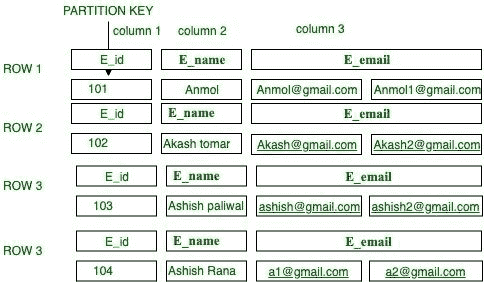 PARTITION KEY
column 1 column 2 column 3
E_id E_name E_email
ROW 1
101 Anmol Anmol@gmail.com Anmol1@gmail.com
E_id E_name E_email
ROW 2
102 Akash tomar Akash@gmail.com Akash2@gmail.com
E_id E_name E_email
ROW 3
103 Ashish paliwal ashish@gmail.com ashish2@gmail.com
E_id E_name E_email
ROW 3
104 Ashish Rana a1@gmail.com a2@gmail.com